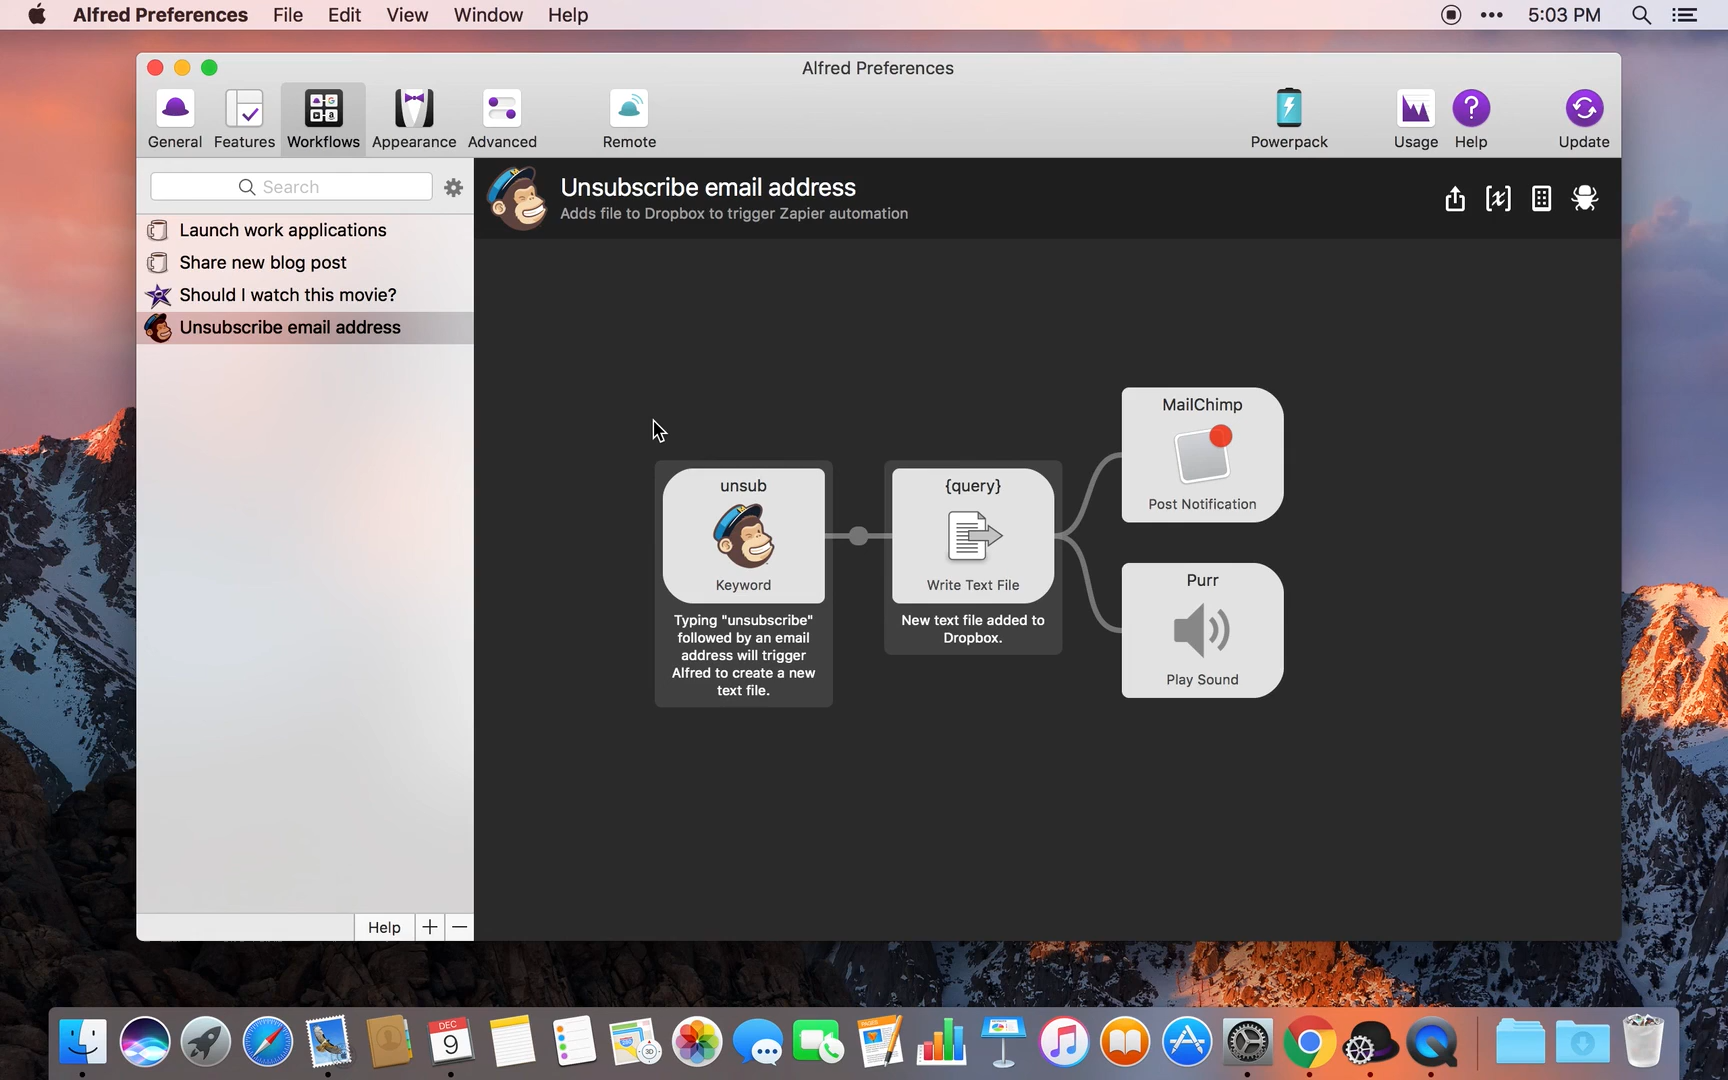 Alfred Preferences File Edit View Window Help 5:03 PM
Alfred Preferences
General Features Workflows Appearance Advanced Remote Powerpack Usage Help Update
Search
Unsubscribe email address
Adds file to Dropbox to trigger Zapier automation
Launch work applications
Share new blog post
Should I watch this movie?
Unsubscribe email address
MailChimp
Post Notification
unsub
Keyword
Typing "unsubscribe"
followed by an email
address will trigger
Alfred to create a new
text file.
{query}
Write Text File
New text file added to
Dropbox.
Purr
Play Sound
Help
DEC
9
3D
PAGES